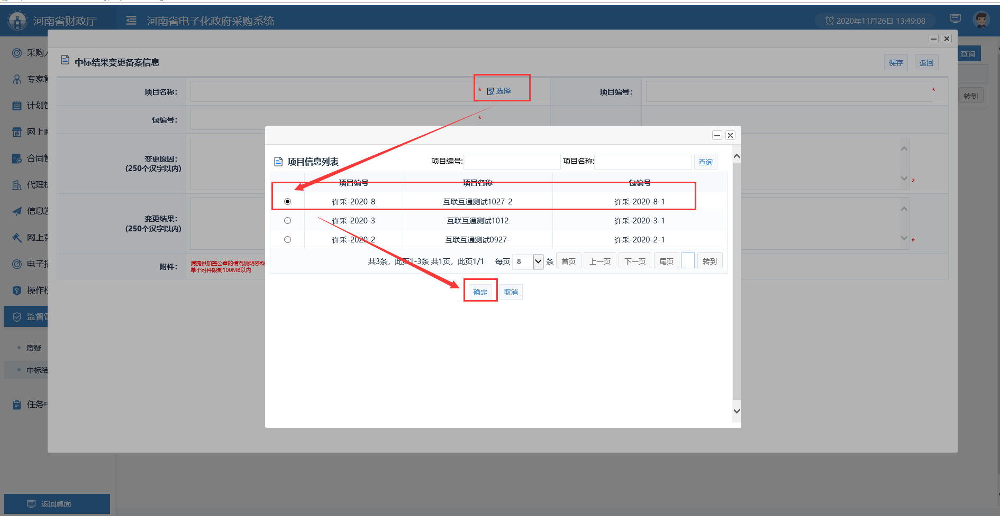 河南省财政厅
河南省电子化政府采购系统
2020年11月26日 13:49:08
采购人
专家管
计划管
网上商
合同管
代理机
信息发
网上竞
操作权
监督管
质疑
中标结
任务中
返回桌面
查询
转到
中标结果变更备案信息
保存
返回
项目名称：
*
选择
项目编号：
*
包编号：
*
变更原因：
(250个汉字以内)
*
变更结果：
(250个汉字以内)
*
附件：
请提供加盖公章的情况说明资料
单个附件限制100MB以内
项目信息列表
项目编号:
项目名称:
查询
项目编号 项目名称 包编号
许采-2020-8 互联互通测试1027-2 许采-2020-8-1
许采-2020-3 互联互通测试1012 许采-2020-3-1
许采-2020-2 互联互通测试0927- 许采-2020-2-1
共3条，此页1-3条 共1页，此页1/1 每页 8 条 首页 上一页 下一页 尾页 转到
确定 取消